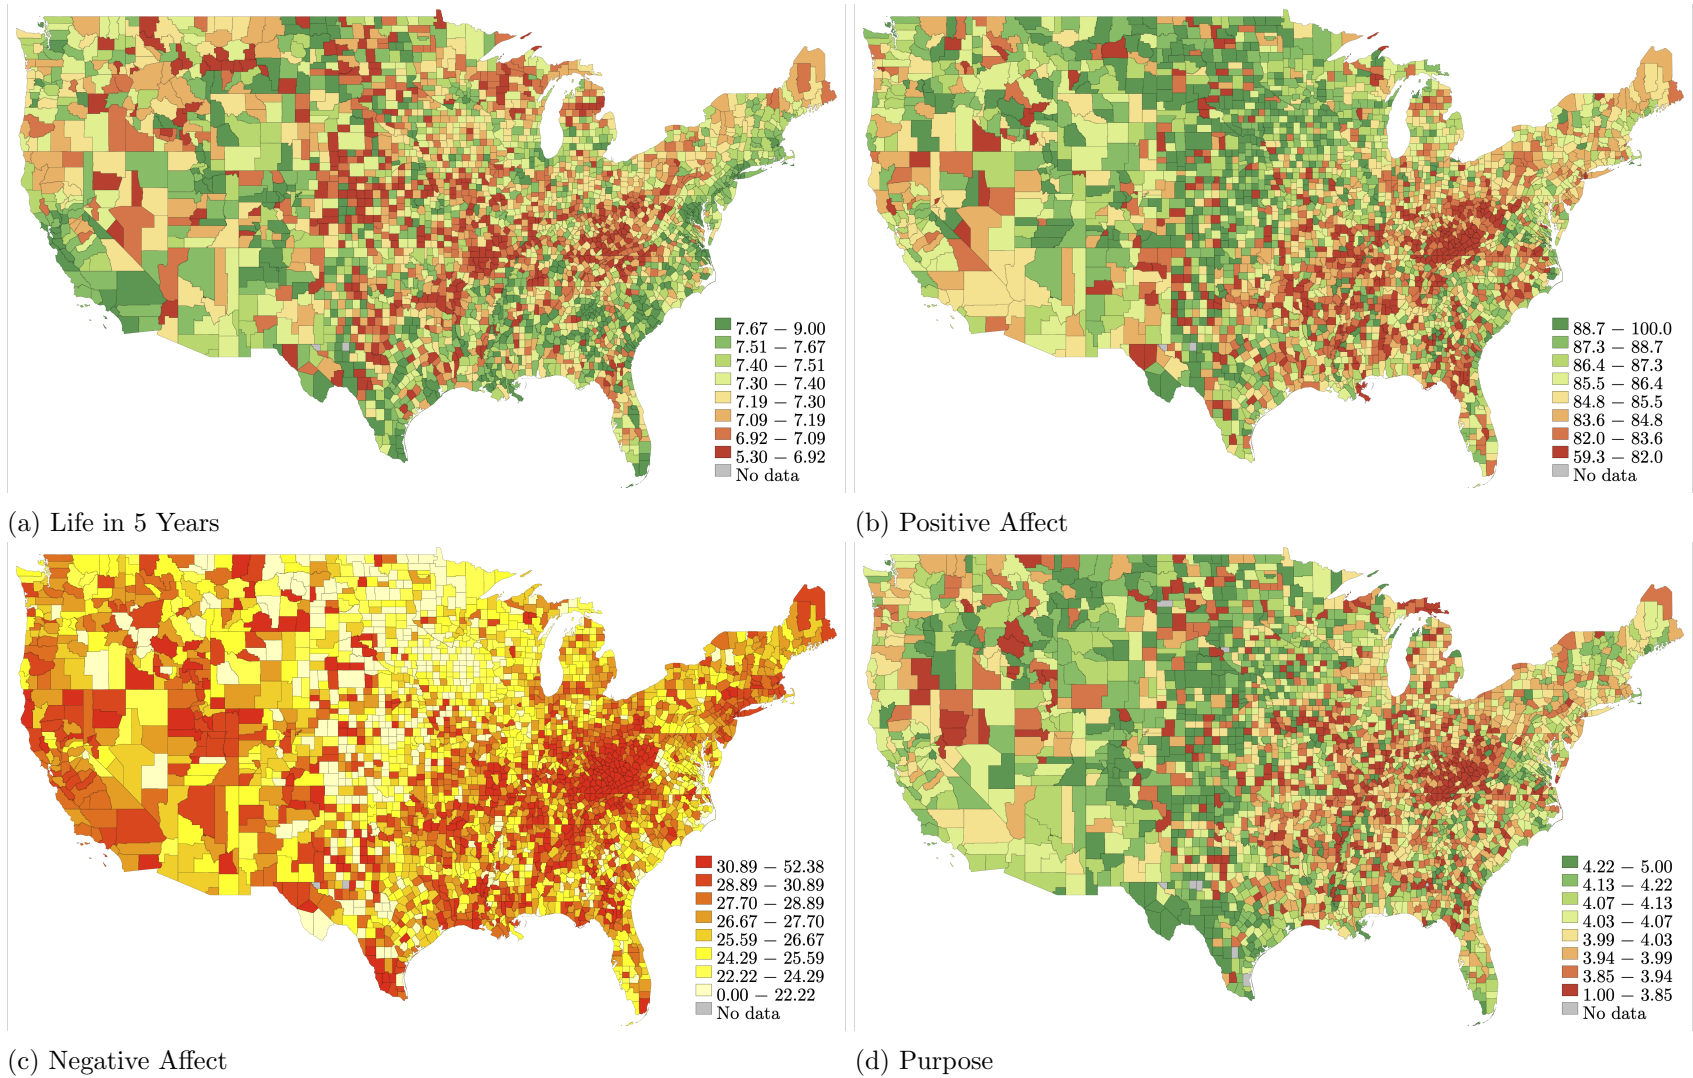 7.67 – 9.00
7.51 – 7.67
7.40 – 7.51
7.30 – 7.40
7.19 – 7.30
7.09 – 7.19
6.92 – 7.09
5.30 – 6.92
No data
(a) Life in 5 Years
88.7 – 100.0
87.3 – 88.7
86.4 – 87.3
85.5 – 86.4
84.8 – 85.5
83.6 – 84.8
82.0 – 83.6
59.3 – 82.0
No data
(b) Positive Affect
30.89 – 52.38
28.89 – 30.89
27.70 – 28.89
26.67 – 27.70
25.59 – 26.67
24.29 – 25.59
22.22 – 24.29
0.00 – 22.22
No data
(c) Negative Affect
4.22 – 5.00
4.13 – 4.22
4.07 – 4.13
4.03 – 4.07
3.99 – 4.03
3.94 – 3.99
3.85 – 3.94
1.00 – 3.85
No data
(d) Purpose